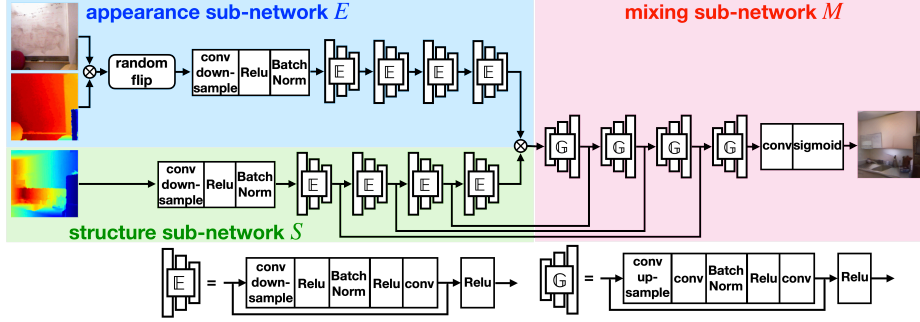 appearance sub-network E
mixing sub-network M
random
flip
conv
down-
sample
Relu
Batch
Norm
𝔼
𝔼
𝔼
𝔼
conv
down-
sample
Relu
Batch
Norm
𝔼
𝔼
𝔼
𝔼
𝔾
𝔾
𝔾
𝔾
conv
sigmoid
structure sub-network S
𝔼
=
conv
down-
sample
Relu
Batch
Norm
Relu
conv
Relu
𝔾
=
conv
up-
sample
conv
Batch
Norm
Relu
conv
Relu